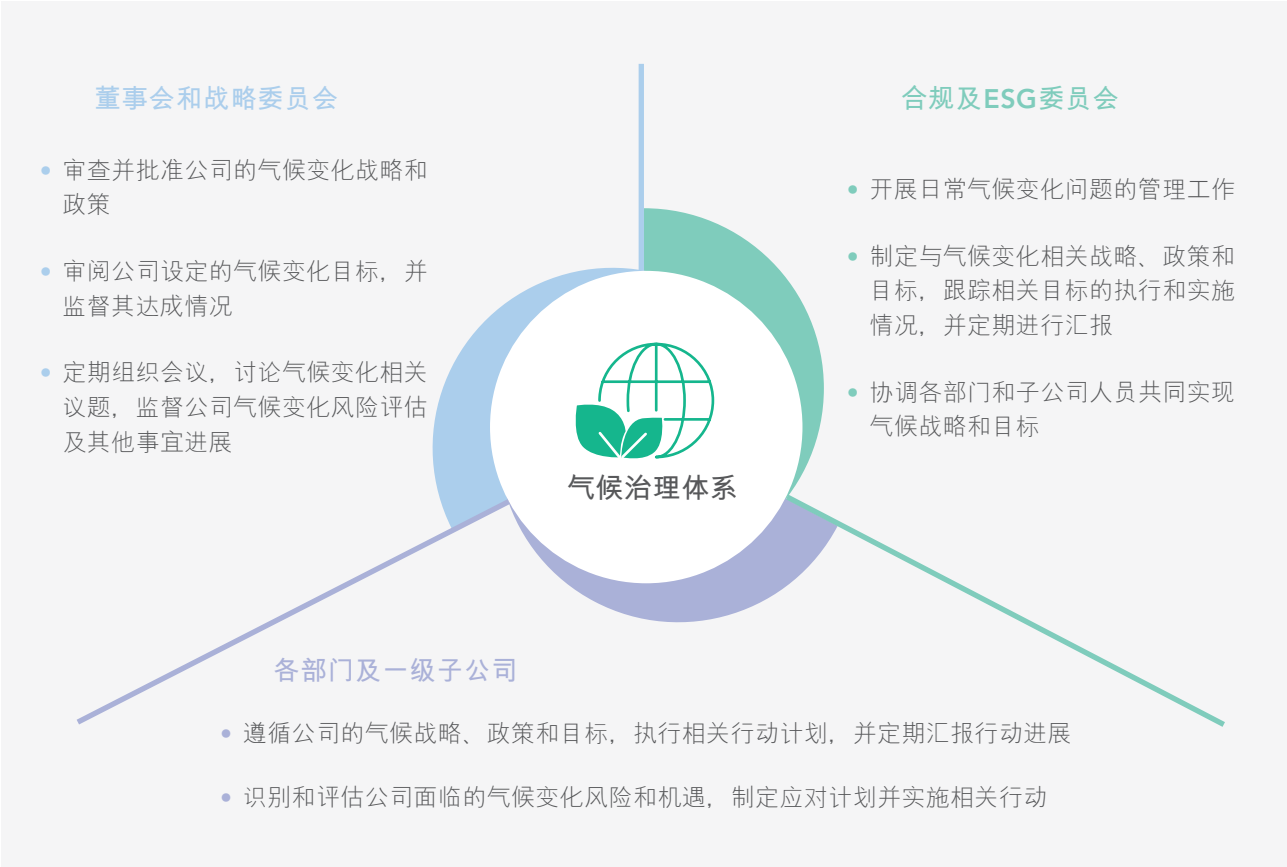 董事会和战略委员会
审查并批准公司的气候变化战略和
政策
审阅公司设定的气候变化目标，并
监督其达成情况
定期组织会议，讨论气候变化相关
议题，监督公司气候变化风险评估
及其他事宜进展
合规及ESG委员会
开展日常气候变化问题的管理工作
制定与气候变化相关战略、政策和
目标，跟踪相关目标的执行和实施
情况，并定期进行汇报
协调各部门和子公司人员共同实现
气候战略和目标
气候治理体系
各部门及一级子公司
遵循公司的气候战略、政策和目标，执行相关行动计划，并定期汇报行动进展
识别和评估公司面临的气候变化风险和机遇，制定应对计划并实施相关行动